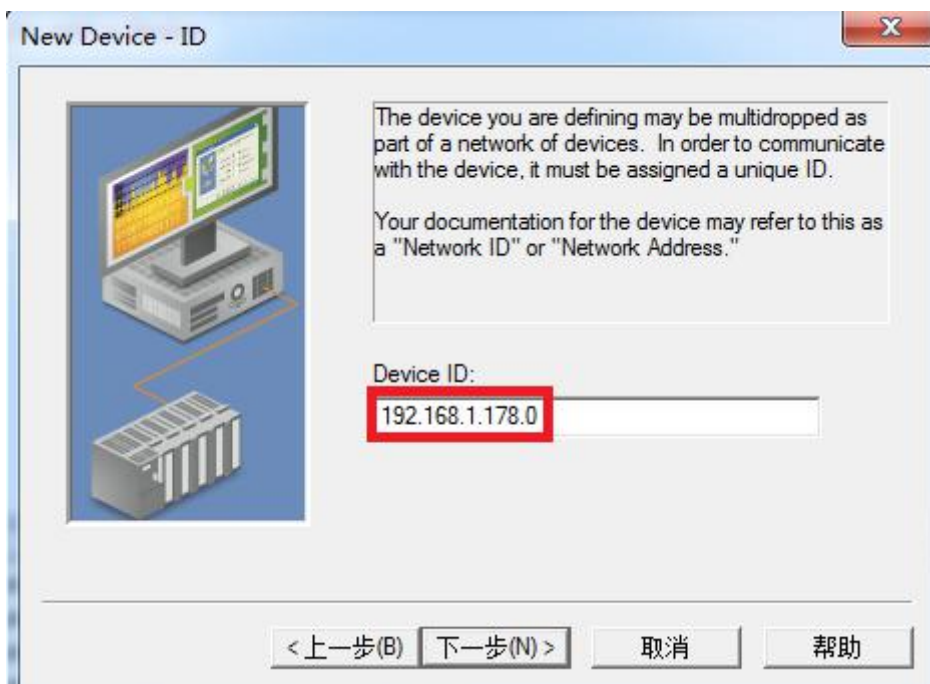 New Device - ID
The device you are defining may be multidropped as
part of a network of devices. In order to communicate
with the device, it must be assigned a unique ID.
Your documentation for the device may refer to this as
a "Network ID" or "Network Address."
Device ID:
192.168.1.178.0
<上一步(B) 下一步(N)> 取消 帮助